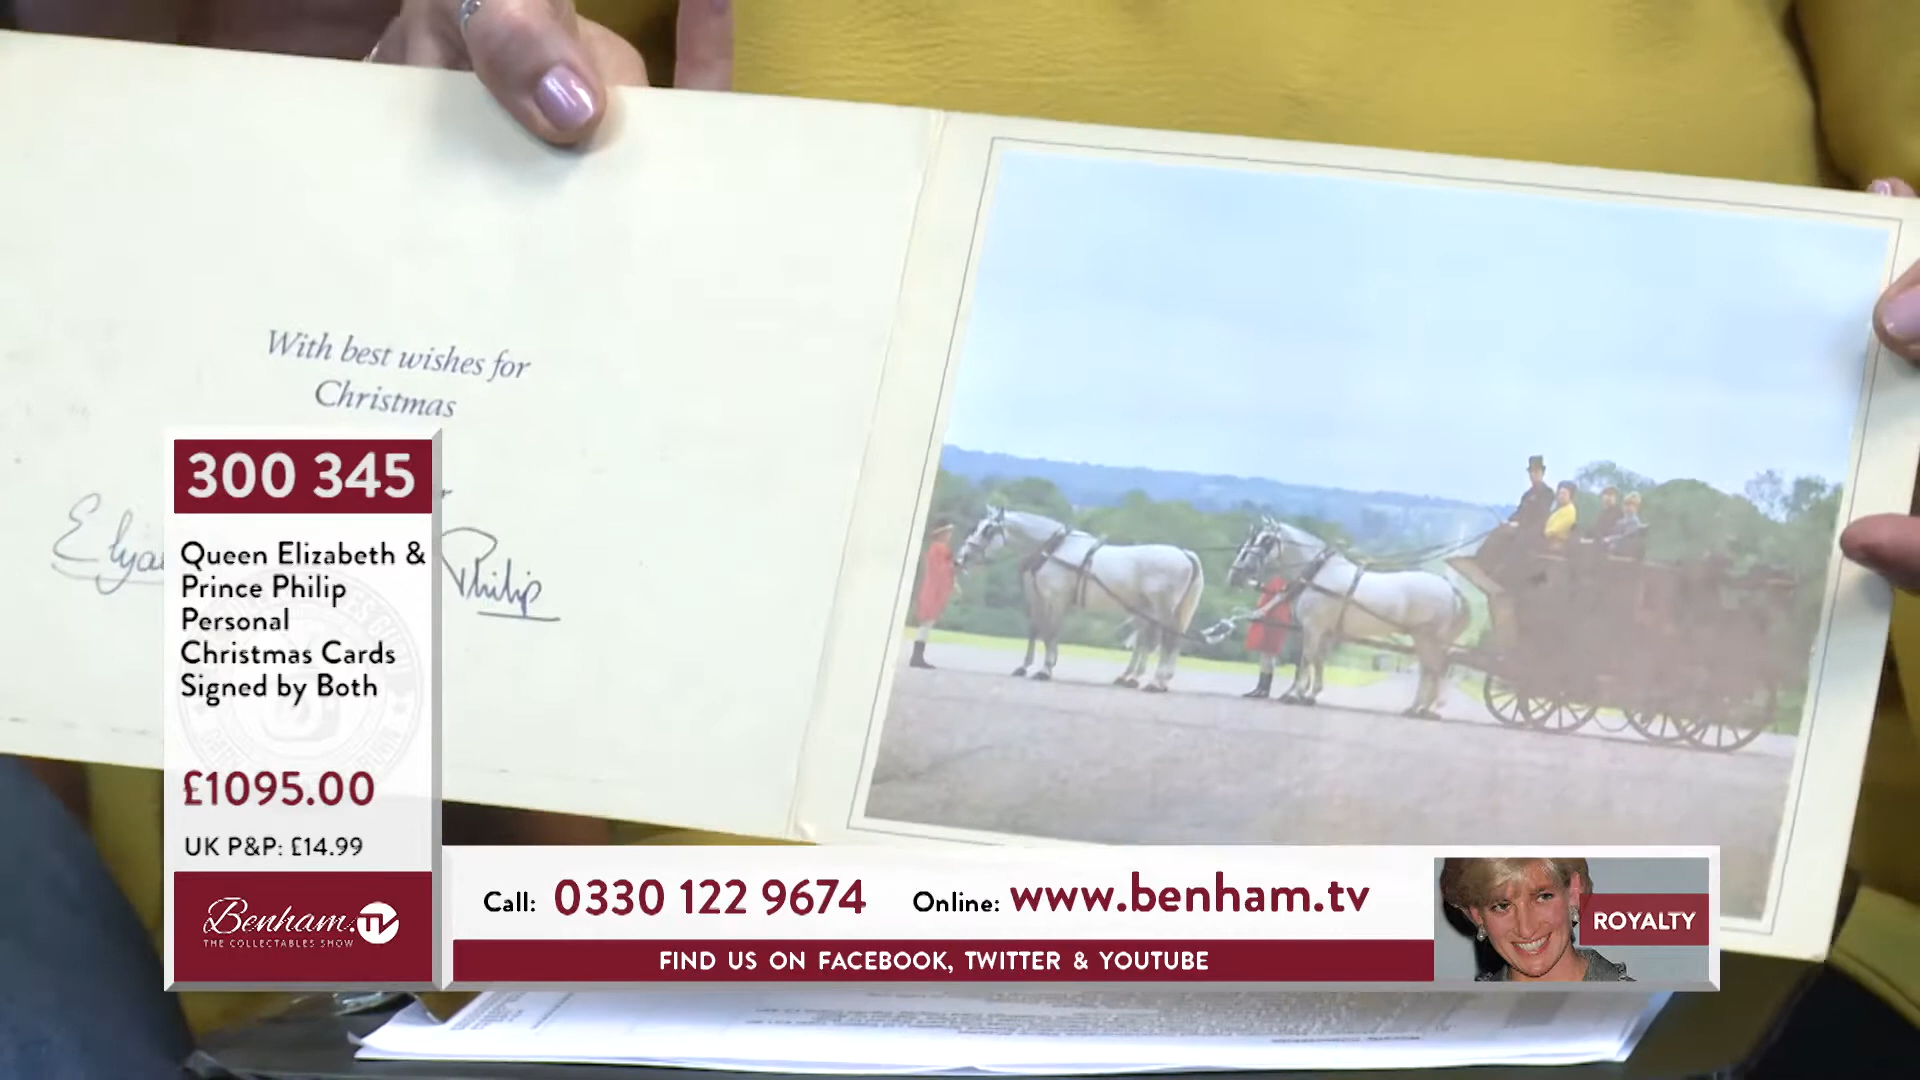 With best wishes for
Christmas
Philip
300 345
Queen Elizabeth &
Prince Philip
Personal
Christmas Cards
Signed by Both
£1095.00
UK P&P: £14.99
Benham.TV
THE COLLECTABLES SHOW
Call: 0330 122 9674 Online: www.benham.tv
FIND US ON FACEBOOK, TWITTER & YOUTUBE
ROYALTY